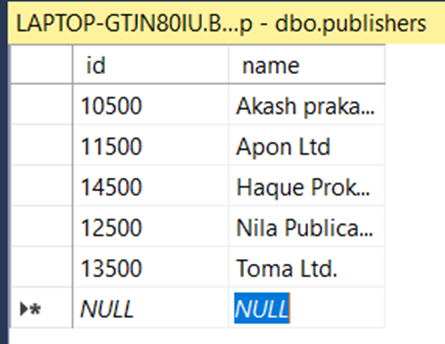 LAPTOP-GTJN80IU.B...p - dbo.publishers
id name
10500 Akash praka...
11500 Apon Ltd
14500 Haque Prok...
12500 Nila Publica...
13500 Toma Ltd.
NULL NULL